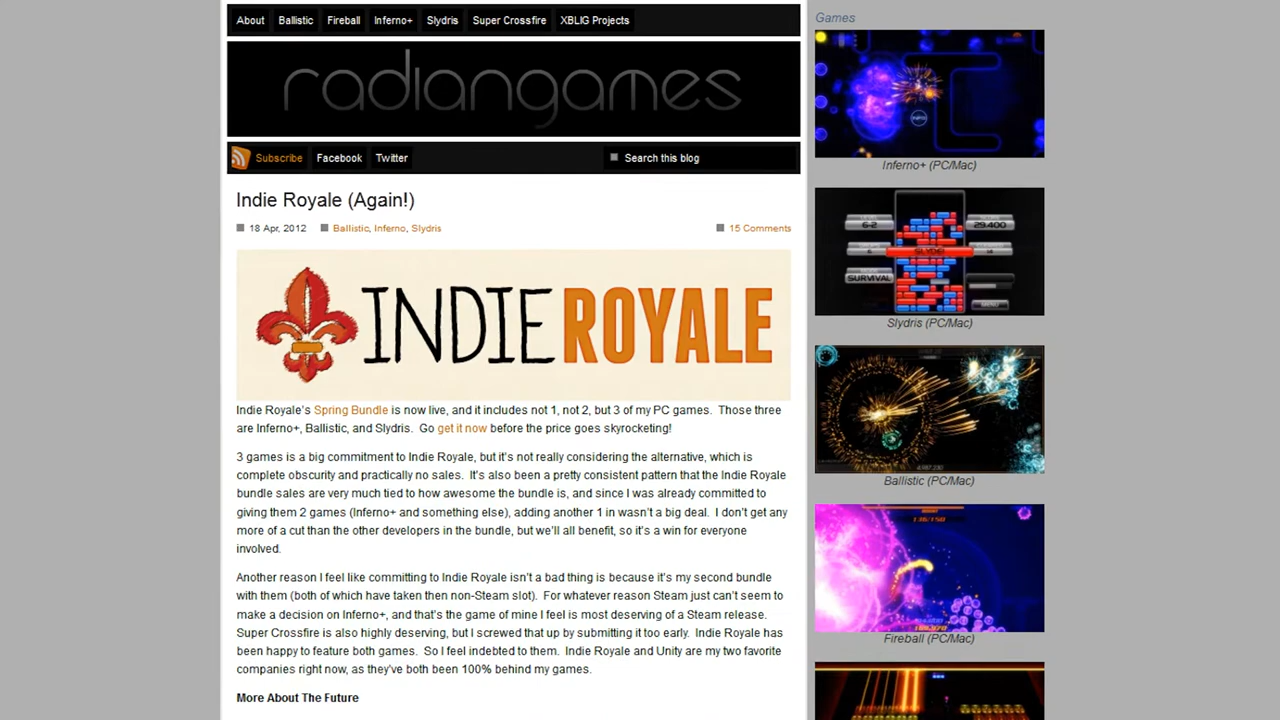 About Ballistic Fireball Inferno+ Slydris Super Crossfire XBLIG Projects
radiangames
Subscribe Facebook Twitter Search this blog
Indie Royale (Again!)
18 Apr, 2012 Ballistic, Inferno, Slydris 15 Comments
INDIE ROYALE
Indie Royale's Spring Bundle is now live, and it includes not 1, not 2, but 3 of my PC games. Those three
are Inferno+, Ballistic, and Slydris. Go get it now before the price goes skyrocketing!
3 games is a big commitment to Indie Royale, but it's not really considering the alternative, which is
complete obscurity and practically no sales. It's also been a pretty consistent pattern that the Indie Royale
bundle sales are very much tied to how awesome the bundle is, and since I was already committed to
giving them 2 games (Inferno+ and something else), adding another 1 in wasn't a big deal. I don't get any
more of a cut than the other developers in the bundle, but we'll all benefit, so it's a win for everyone
involved.
Another reason I feel like committing to Indie Royale isn't a bad thing is because it's my second bundle
with them (both of which have taken then non-Steam slot). For whatever reason Steam just can't seem to
make a decision on Inferno+, and that's the game of mine I feel is most deserving of a Steam release.
Super Crossfire is also highly deserving, but I screwed that up by submitting it too early. Indie Royale has
been happy to feature both games. So I feel indebted to them. Indie Royale and Unity are my two favorite
companies right now, as they've both been 100% behind my games.
More About The Future
Games
Inferno+ (PC/Mac)
6-2
29,400
SURVIVAL
MENU
Slydris (PC/Mac)
Ballistic (PC/Mac)
Fireball (PC/Mac)